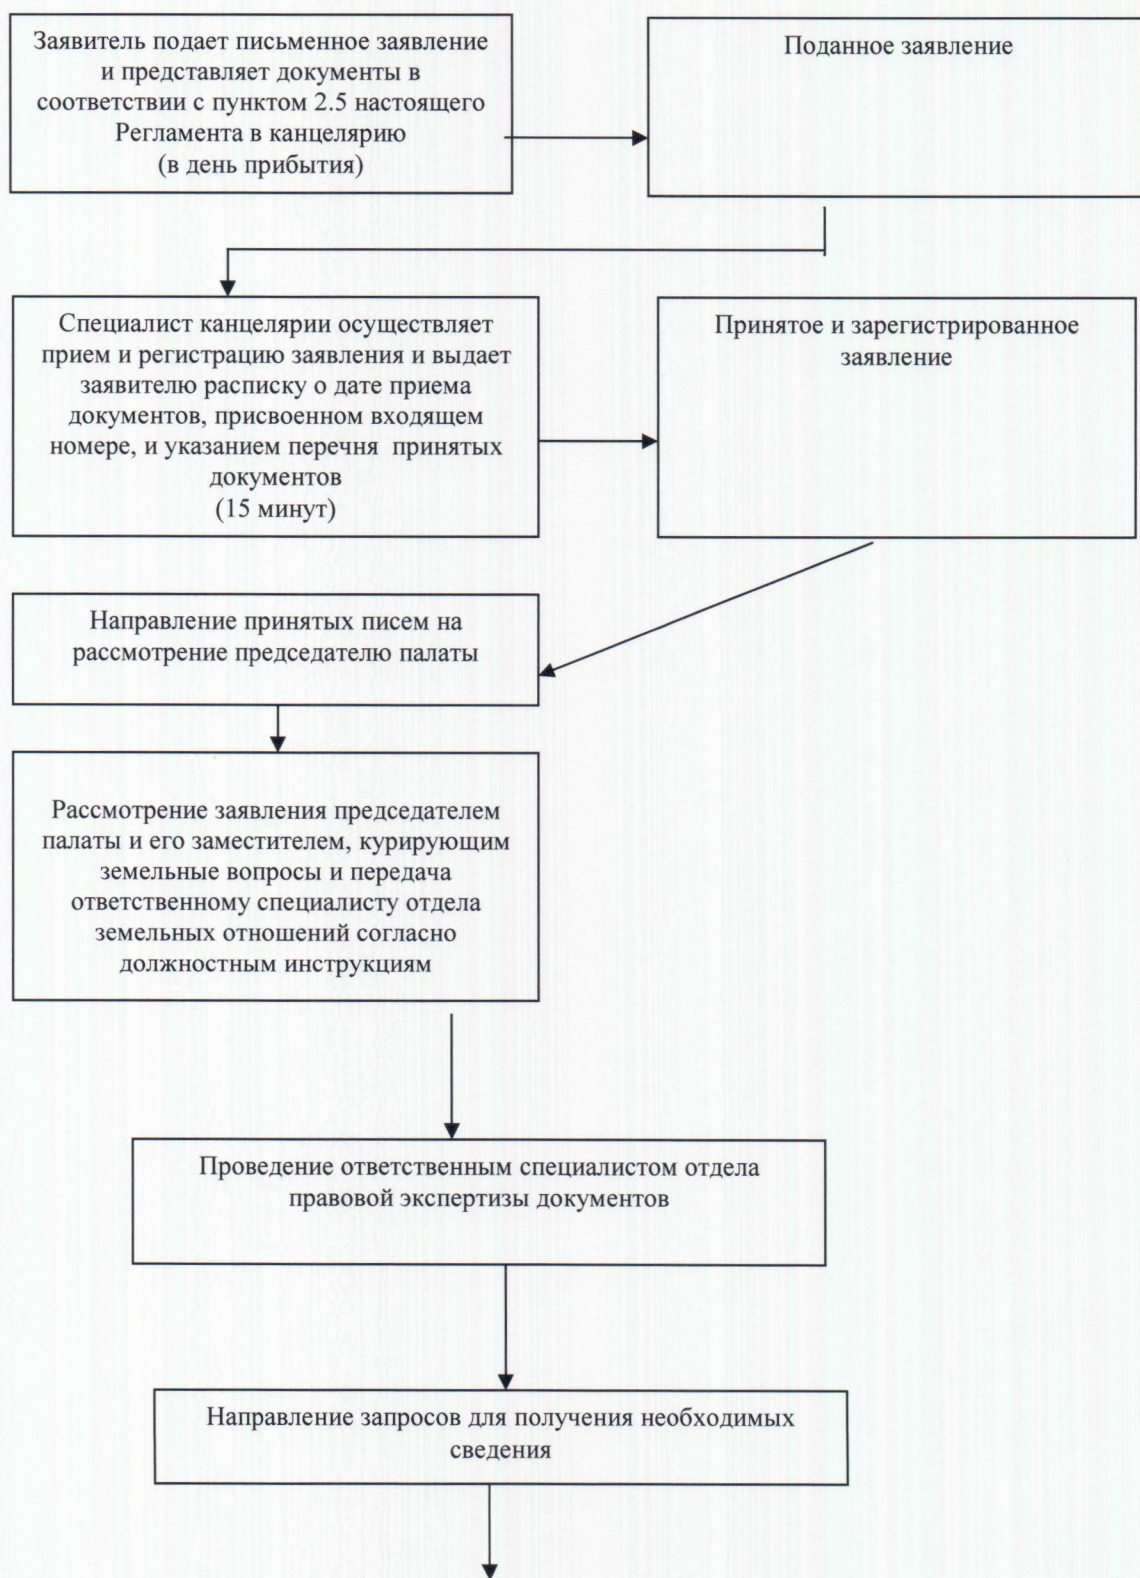 Заявитель подает письменное заявление
и представляет документы в
соответствии с пунктом 2.5 настоящего
Регламента в канцелярию
(в день прибытия)
Поданное заявление
Специалист канцелярии осуществляет
прием и регистрацию заявления и выдает
заявителю расписку о дате приема
документов, присвоенном входящем
номере, и указанием перечня принятых
документов
(15 минут)
Принятое и зарегистрированное
заявление
Направление принятых писем на
рассмотрение председателю палаты
Рассмотрение заявления председателем
палаты и его заместителем, курирующим
земельные вопросы и передача
ответственному специалисту отдела
земельных отношений согласно
должностным инструкциям
Проведение ответственным специалистом отдела
правовой экспертизы документов
Направление запросов для получения необходимых
сведения